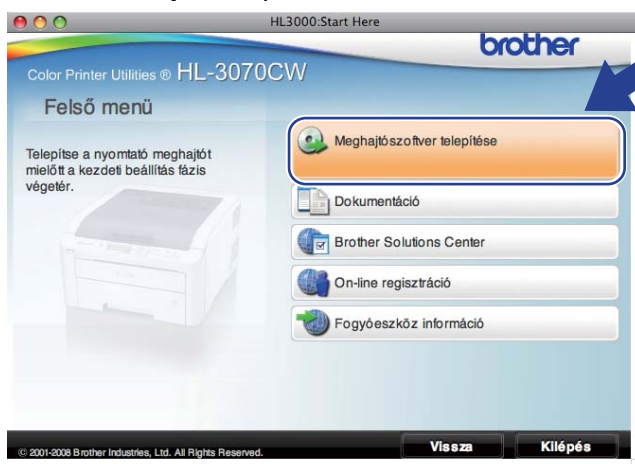 HL3000:Start Here
brother
Color Printer Utilities ® HL-3070CW
Felső menü
Telepítse a nyomtató meghajtót
mielőtt a kezdeti beállítás fázis
végetér.
Meghajtószoftver telepítése
Dokumentáció
Brother Solutions Center
On-line regisztráció
Fogyóeszköz információ
© 2001-2008 Brother Industries, Ltd. All Rights Reserved.
Vissza
Kilépés